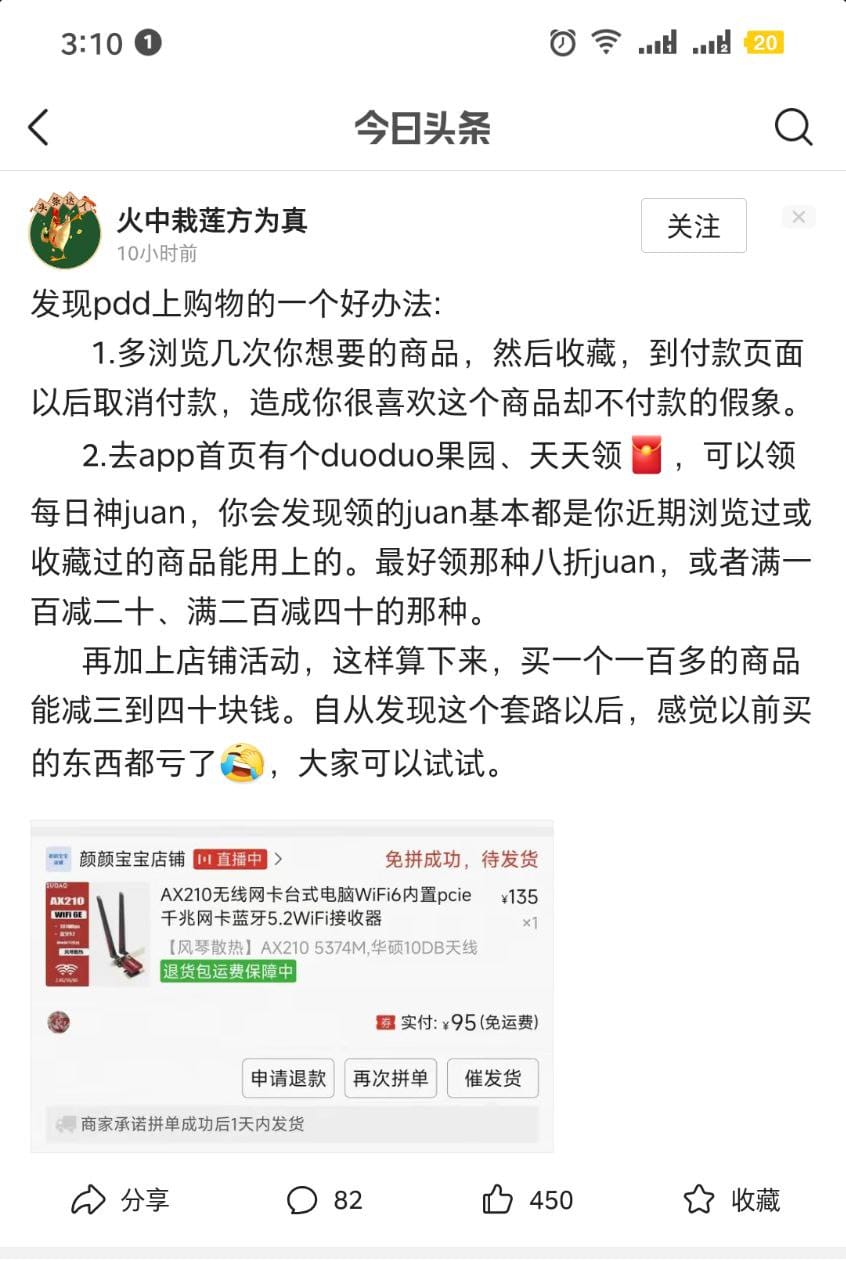 3:10 1
2
20
今日头条
头条达人
火中栽莲方为真
关注
10小时前
发现pdd上购物的一个好办法:
1.多浏览几次你想要的商品，然后收藏，到付款页面
以后取消付款，造成你很喜欢这个商品却不付款的假象。
2.去app首页有个duoduo果园、天天领，可以领
每日神juan，你会发现领的juan基本都是你近期浏览过或
收藏过的商品能用上的。最好领那种八折juan，或者满一
百减二十、满二百减四十的那种。
再加上店铺活动，这样算下来，买一个一百多的商品
能减三到四十块钱。自从发现这个套路以后，感觉以前买
的东西都亏了，大家可以试试。
颜颜宝宝店铺 直播中 免拼成功，待发货
AX210
WIFI 6E
AX210无线网卡台式电脑WiFi6内置pcie ¥135
千兆网卡蓝牙5.2WiFi接收器 ×1
【风琴散热】AX210 5374M,华硕10DB天线
退货包运费保障中
券 实付: ¥95(免运费)
申请退款 再次拼单 催发货
商家承诺拼单成功后1天内发货
分享 82 450 收藏